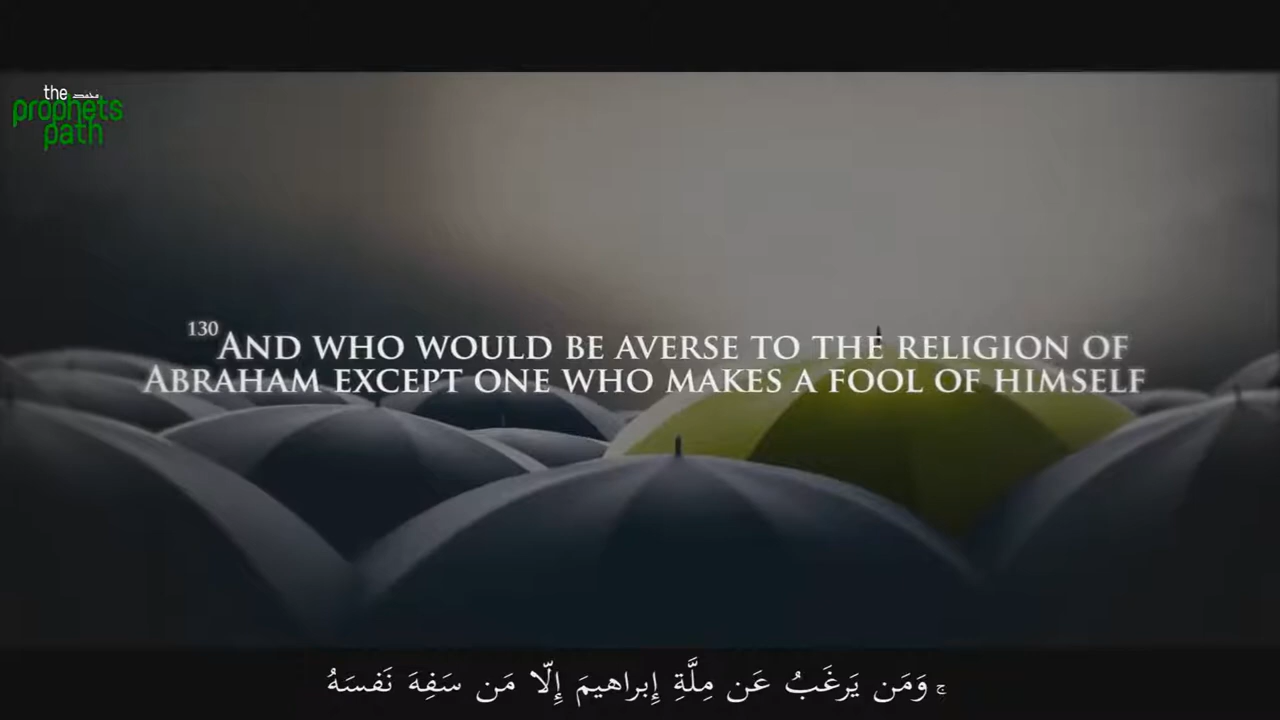 the محمد
prophets
path
130 AND WHO WOULD BE AVERSE TO THE RELIGION OF
ABRAHAM EXCEPT ONE WHO MAKES A FOOL OF HIMSELF
وَمَن يَرغَبُ عَن مِلَّةِ إِبراهيمَ إِلّا مَن سَفِهَ نَفسَهُ ۚ